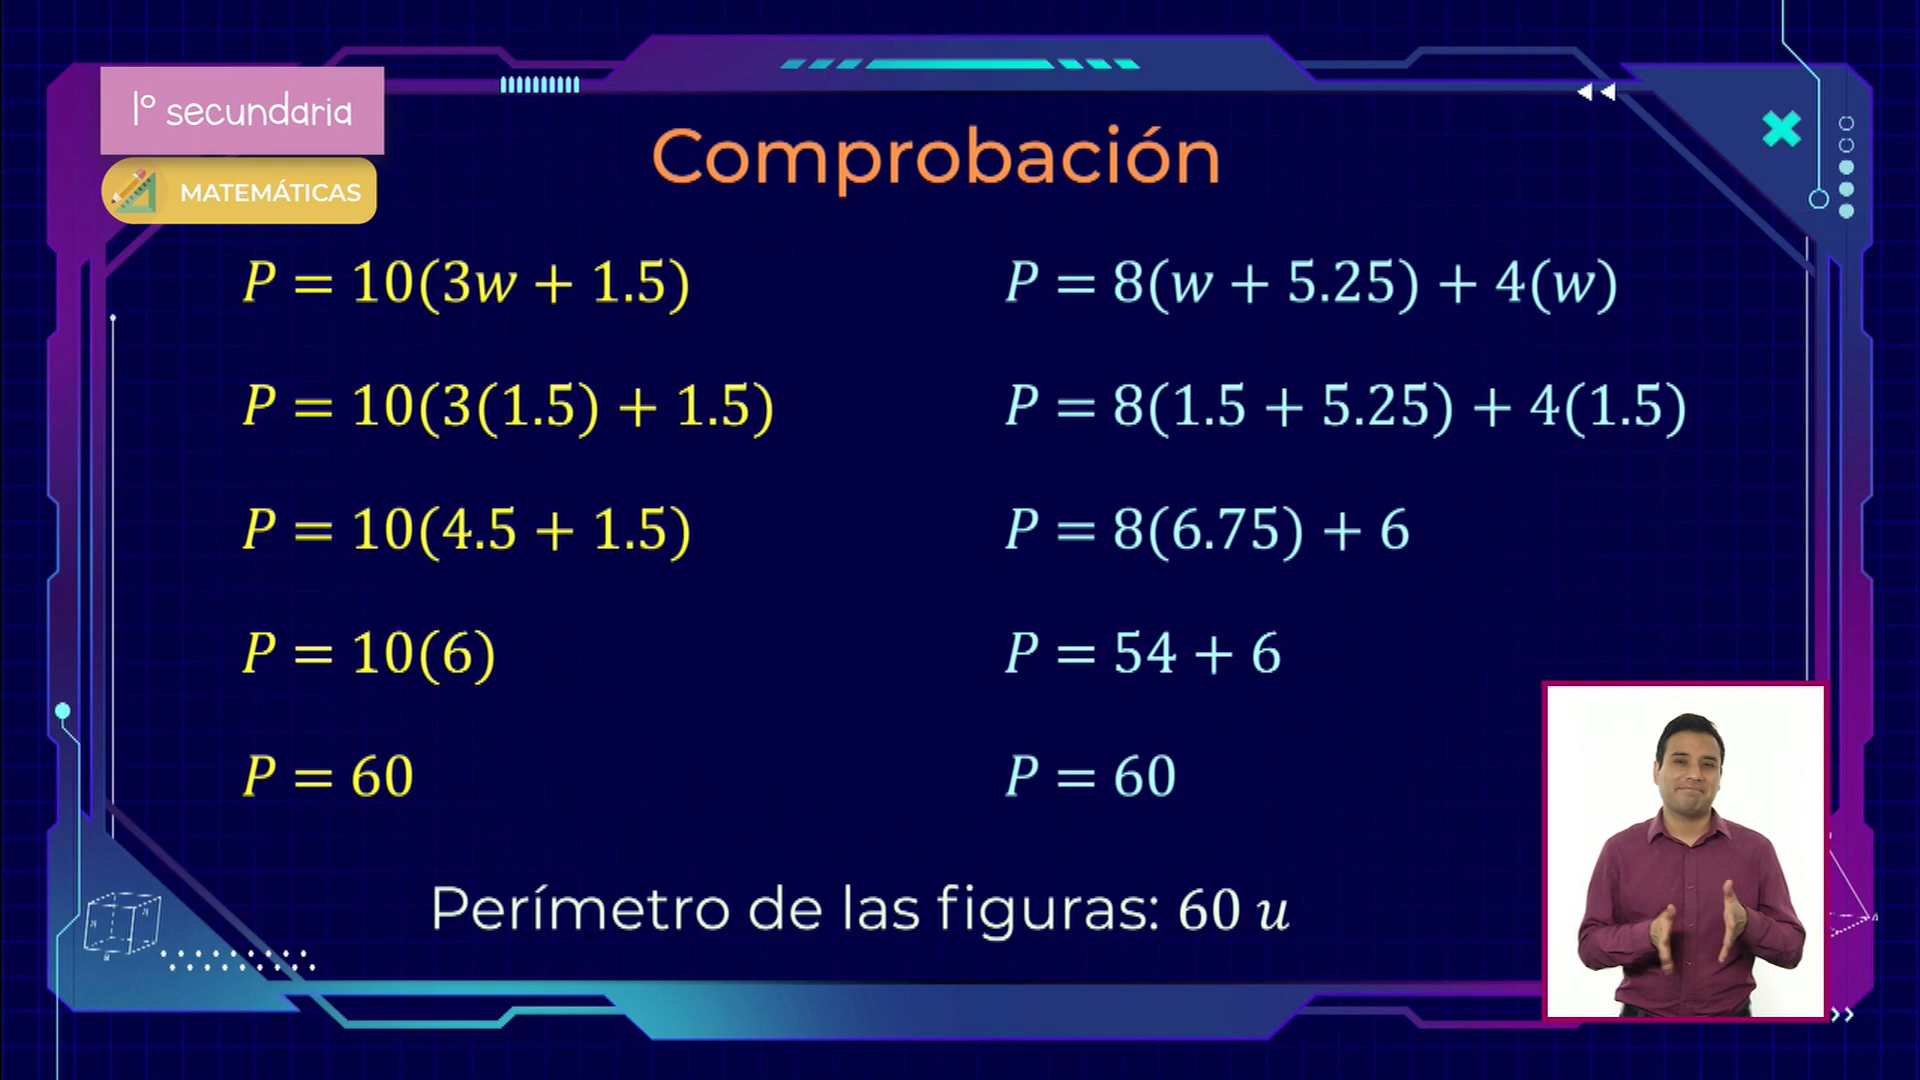 1° secundaria
MATEMÁTICAS
Comprobación
P = 10(3w + 1.5)
P = 10(3(1.5) + 1.5)
P = 10(4.5 + 1.5)
P = 10(6)
P = 60
P = 8(w + 5.25) + 4(w)
P = 8(1.5 + 5.25) + 4(1.5)
P = 8(6.75) + 6
P = 54 + 6
P = 60
Perímetro de las figuras: 60 u